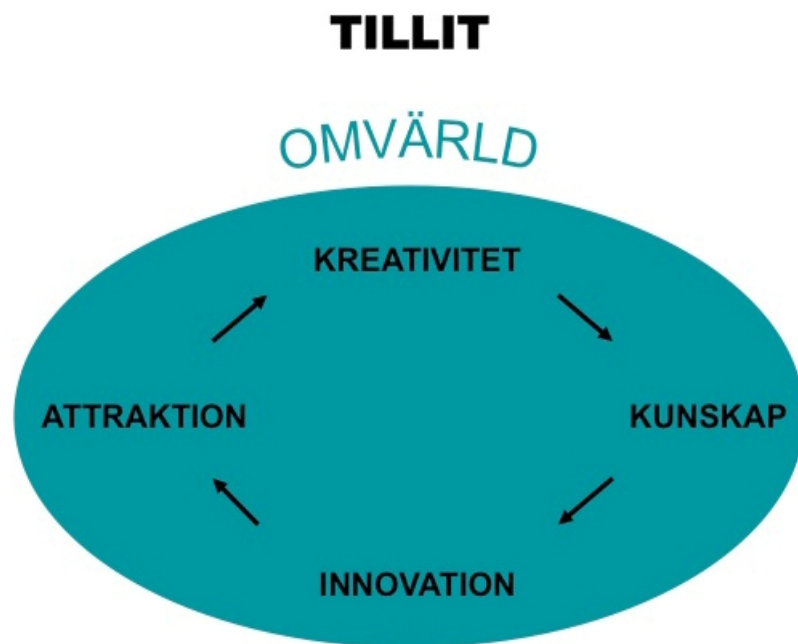 TILLIT
OMVÄRLD
KREATIVITET
ATTRAKTION
KUNSKAP
INNOVATION